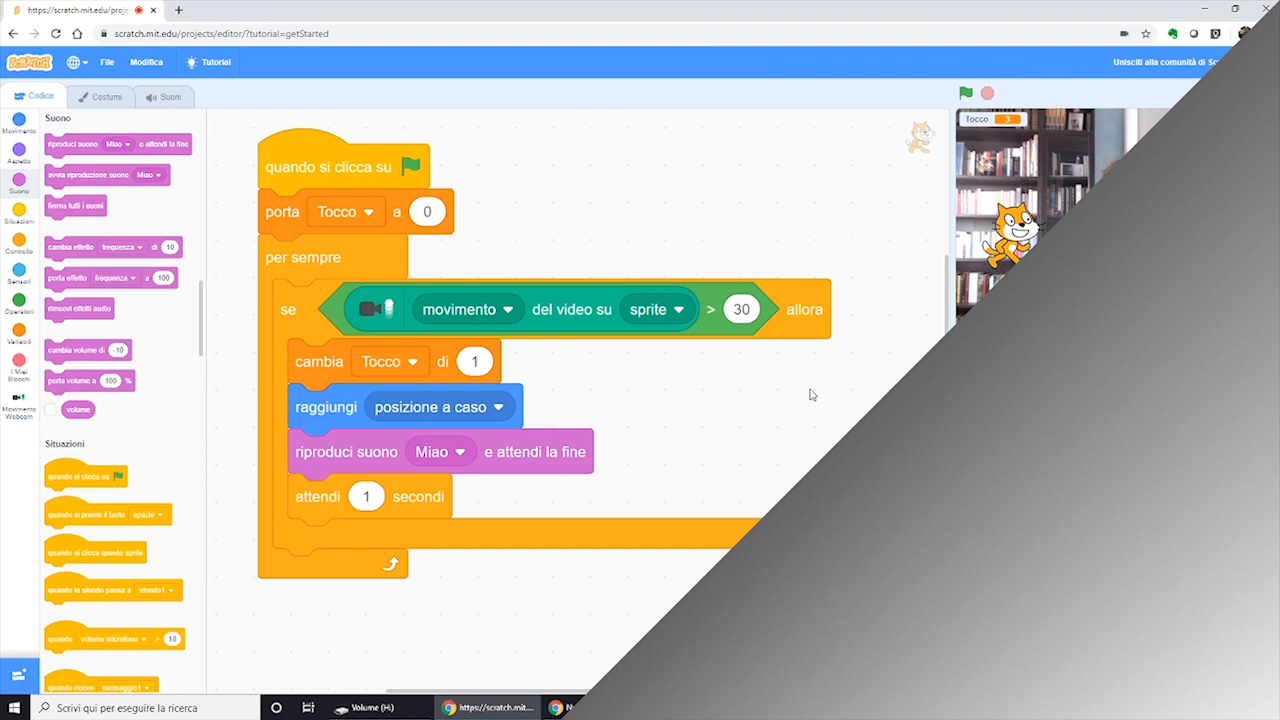 https://scratch.mit.edu/pro
scratch.mit.edu/projects/editor/?tutorial=getStarted
SCRATCH
File
Modifica
Tutorial
Unisciti alla comunità di
Codice
Costumi
Suoni
Movimento
Aspetto
Suono
Situazioni
Controllo
Sensori
Operatori
Variabili
I Miei
Blocchi
Movimento
Webcam
Suono
riproduci suono Miao e attendi la fine
avvia riproduzione suono Miao
ferma tutti i suoni
cambia effetto frequenza di 10
porta effetto frequenza a 100
rimuovi effetti audio
cambia volume di -10
porta volume a 100 %
volume
Situazioni
quando si clicca su
quando si preme il tasto spazio
quando si clicca questo sprite
quando lo sfondo passa a sfondo1
quando volume microfono > 10
quando ricevo messaggio1
quando si clicca su
porta Tocco a 0
per sempre
se movimento del video su sprite > 30 allora
cambia Tocco di 1
raggiungi posizione a caso
riproduci suono Miao e attendi la fine
attendi 1 secondi
Tocco 3
Scrivi qui per eseguire la ricerca
Volume (H:)
https://scratch.mit....